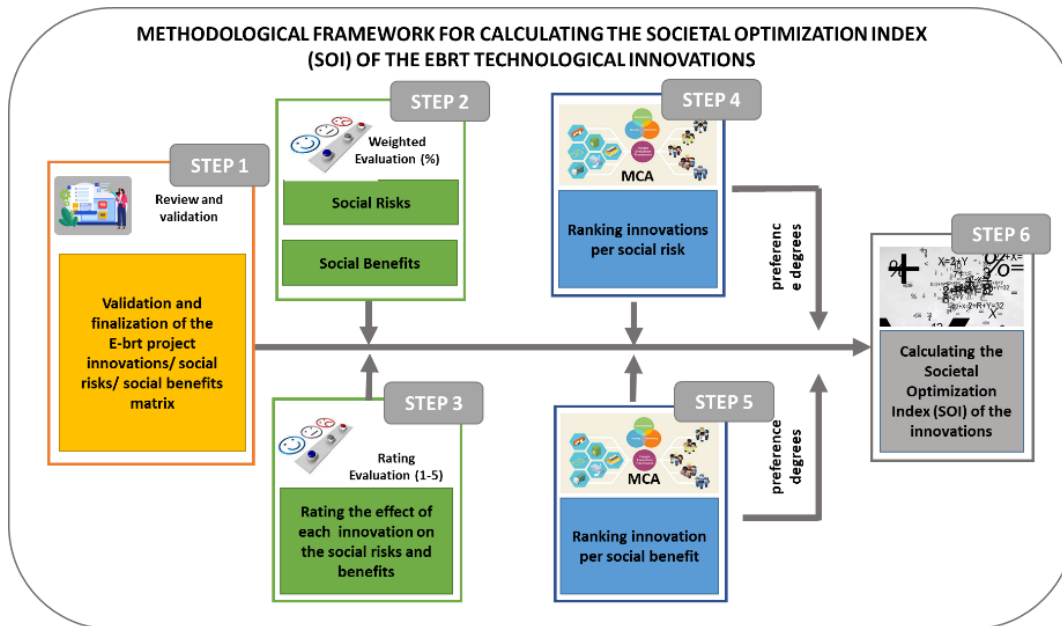 METHODOLOGICAL FRAMEWORK FOR CALCULATING THE SOCIETAL OPTIMIZATION INDEX
(SOI) OF THE EBRT TECHNOLOGICAL INNOVATIONS
STEP 1
Review and
validation
Validation and
finalization of the
E-brt project
innovations/ social
risks/ social benefits
matrix
STEP 2
Weighted
Evaluation (%)
Social Risks
Social Benefits
STEP 3
Rating
Evaluation (1-5)
Rating the effect of
each innovation on
the social risks and
benefits
STEP 4
MCA
Ranking innovations
per social risk
preferenc
e degrees
STEP 5
MCA
Ranking innovation
per social benefit
preference
degrees
STEP 6
Calculating the
Societal
Optimization
Index (SOI) of the
innovations